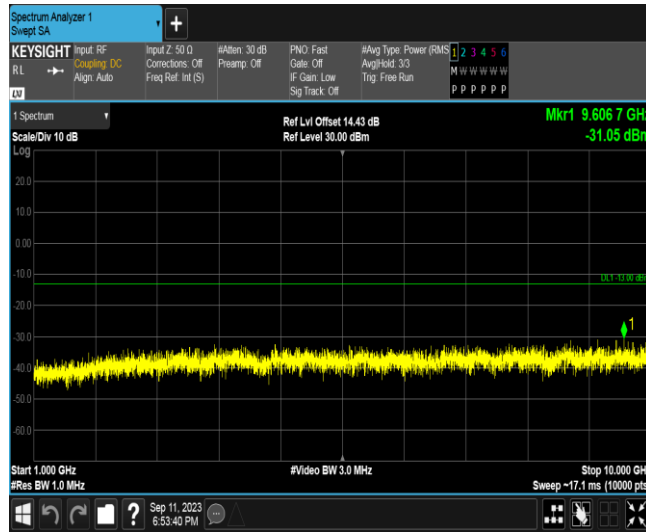 Spectrum Analyzer 1
Swept SA
+
KEYSIGHT Input: RF Input Z: 50 Ω #Atten: 30 dB PNO: Fast #Avg Type: Power (RMS 1 2 3 4 5 6
RL Coupling: DC Corrections: Off Preamp: Off Gate: Off Avg|Hold: 3/3 M W W W W W
Align: Auto Freq Ref: Int (S) IF Gain: Low Trig: Free Run
LXI Sig Track: Off P P P P P P
1 Spectrum Ref Lvl Offset 14.43 dB Mkr1 9.606 7 GHz
Scale/Div 10 dB Ref Level 30.00 dBm -31.05 dBm
Log
20.0
10.0
0.00
-10.0
DL1 -13.00 dBm
-20.0
-30.0
1
-40.0
-50.0
-60.0
Start 1.000 GHz #Video BW 3.0 MHz Stop 10.000 GHz
#Res BW 1.0 MHz Sweep ~17.1 ms (10000 pts
? Sep 11, 2023
6:53:40 PM